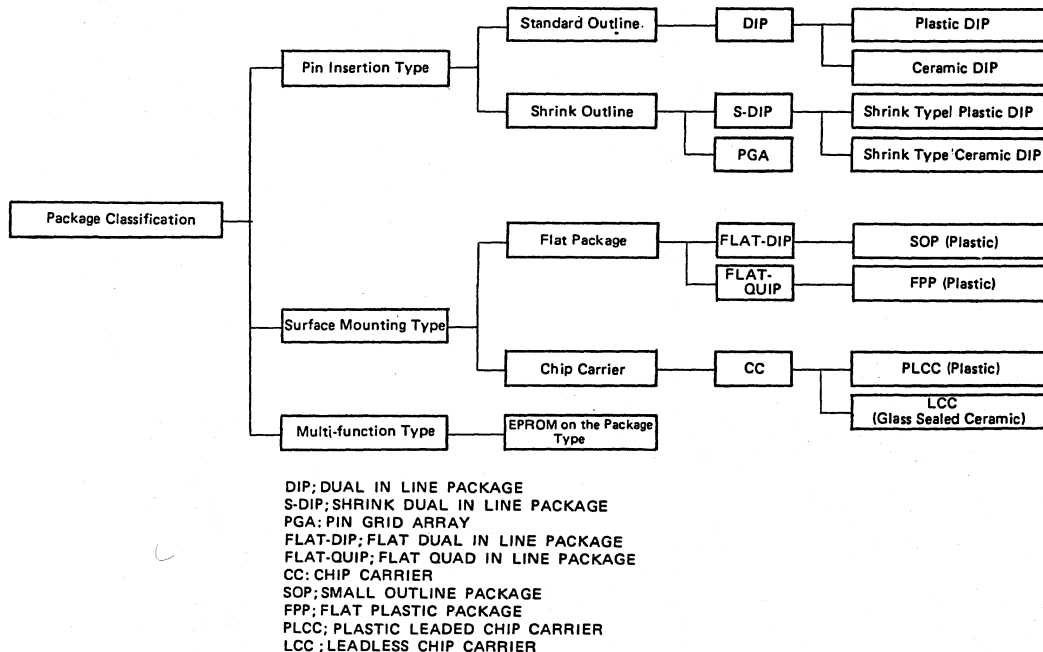 Standard Outline.
DIP
Plastic DIP
Pin Insertion Type
Ceramic DIP
Shrink Outline
S-DIP
Shrink Type Plastic DIP
PGA
Shrink Type Ceramic DIP
Package Classification
Flat Package
FLAT-DIP
SOP (Plastic)
FLAT-
QUIP
FPP (Plastic)
Surface Mounting Type
Chip Carrier
CC
PLCC (Plastic)
LCC
(Glass Sealed Ceramic)
Multi-function Type
EPROM on the Package
Type
DIP; DUAL IN LINE PACKAGE
S-DIP; SHRINK DUAL IN LINE PACKAGE
PGA: PIN GRID ARRAY
FLAT-DIP; FLAT DUAL IN LINE PACKAGE
FLAT-QUIP; FLAT QUAD IN LINE PACKAGE
CC: CHIP CARRIER
SOP; SMALL OUTLINE PACKAGE
FPP; FLAT PLASTIC PACKAGE
PLCC; PLASTIC LEADED CHIP CARRIER
LCC ; LEADLESS CHIP CARRIER